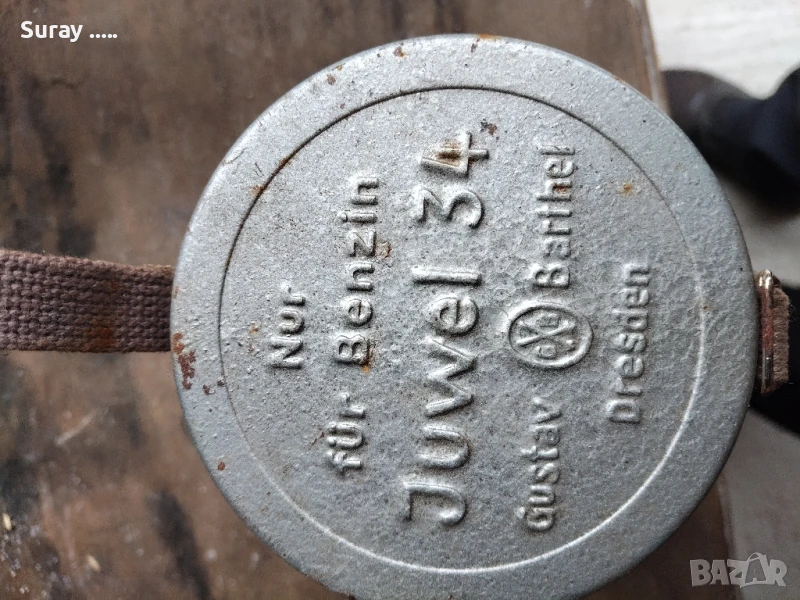 Suray .....
Nur
für Benzin
Juwel 34
Gustav Barthel
Dresden
BAZAR